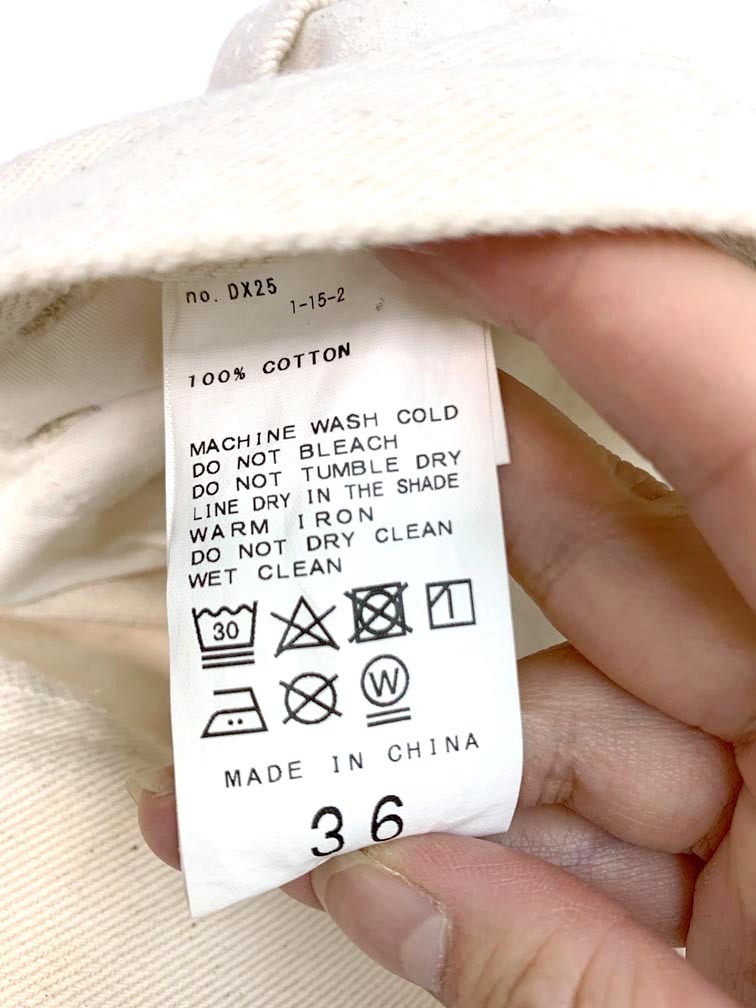 no. DX25
1-15-2
100% COTTON
MACHINE WASH COLD
DO NOT BLEACH
DO NOT TUMBLE DRY
LINE DRY IN THE SHADE
WARM IRON
DO NOT DRY CLEAN
WET CLEAN
30
W
MADE IN CHINA
36